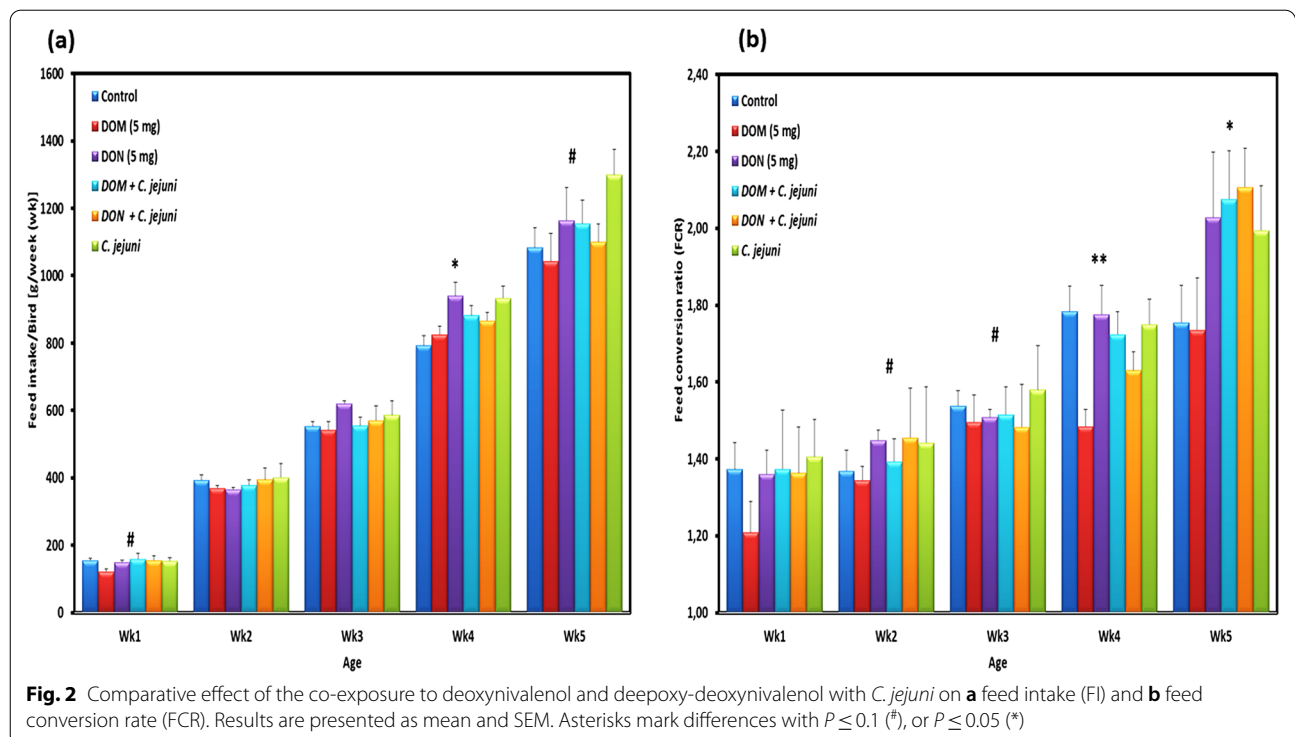 (a)
Feed intake/Bird [g/week (wk)]
1600
1400
1200
1000
800
600
400
200
0
Control
DOM (5 mg)
DON (5 mg)
DOM + C. jejuni
DON + C. jejuni
C. jejuni
#
*
#
Wk1 Wk2 Wk3 Wk4 Wk5
Age
(b)
Feed conversion ratio (FCR)
2,40
2,20
2,00
1,80
1,60
1,40
1,20
1,00
Control
DOM (5 mg)
DON (5 mg)
DOM + C. jejuni
DON + C. jejuni
C. jejuni
#
#
**
*
Wk1 Wk2 Wk3 Wk4 Wk5
Age
Fig. 2 Comparative effect of the co-exposure to deoxynivalenol and deepoxy-deoxynivalenol with C. jejuni on a feed intake (FI) and b feed
conversion rate (FCR). Results are presented as mean and SEM. Asterisks mark differences with P ≤ 0.1 (#), or P ≤ 0.05 (*)